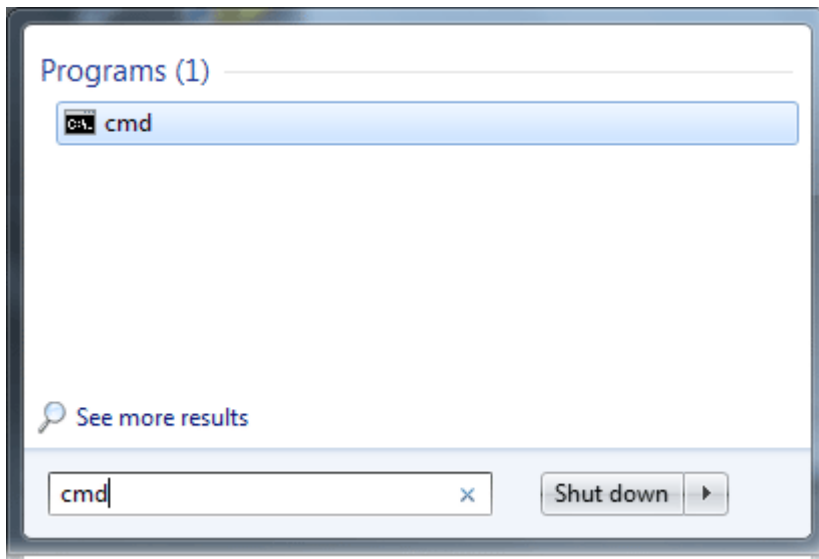 Programs (1)
C:\. cmd
See more results
cmd
Shut down